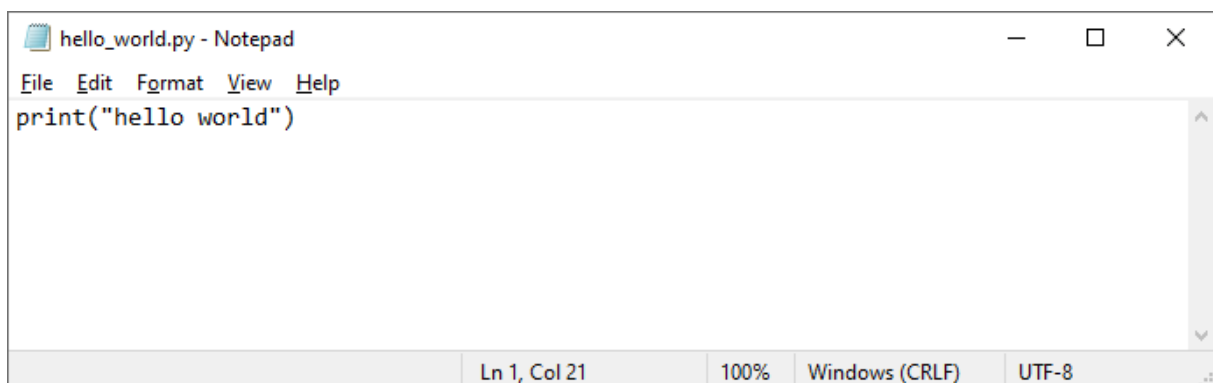 hello_world.py - Notepad
File Edit Format View Help
print("hello world")
Ln 1, Col 21 100% Windows (CRLF) UTF-8